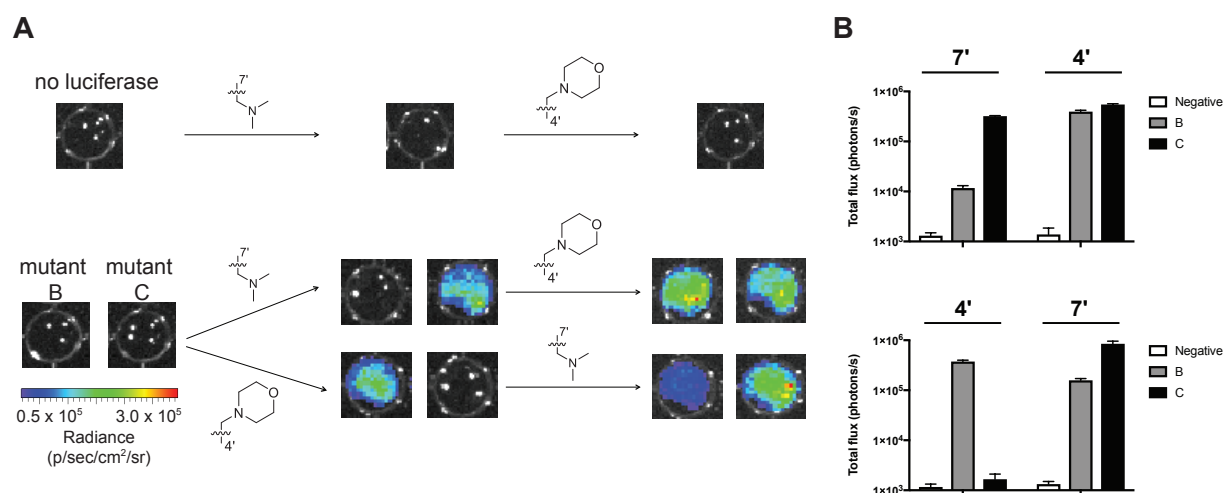 A
no luciferase
7'
N
O
N
4'
mutant
B
mutant
C
7'
N
O
N
4'
7'
N
O
N
4'
0.5 x 10⁵
3.0 x 10⁵
Radiance
(p/sec/cm²/sr)
B
7'
4'
Total flux (photons/s)
1×10⁶
1×10⁵
1×10⁴
1×10³
Negative
B
C
4'
7'
Total flux (photons/s)
1×10⁶
1×10⁵
1×10⁴
1×10³
Negative
B
C